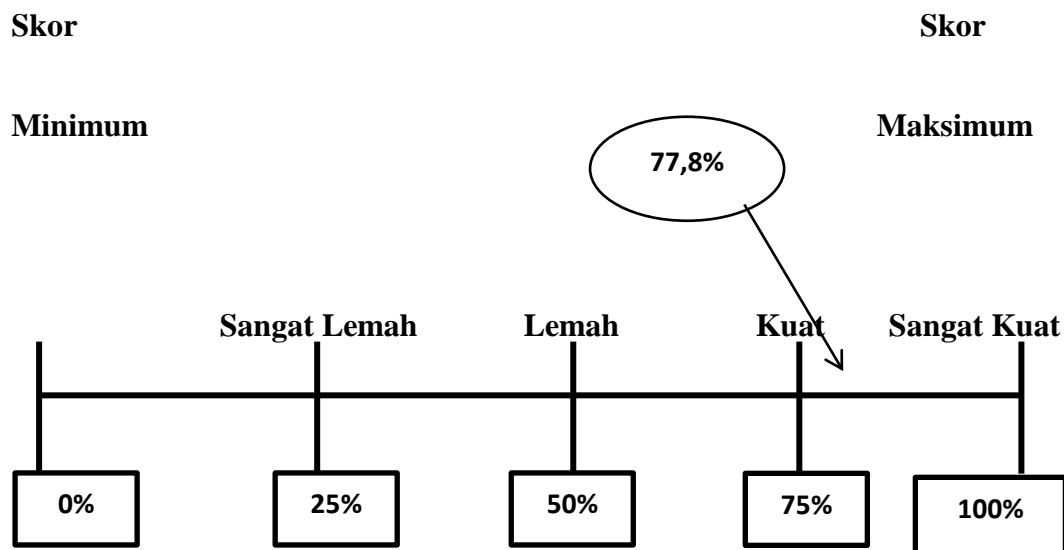 Skor Skor
Minimum Maksimum
77,8%
Sangat Lemah Lemah Kuat Sangat Kuat
0% 25% 50% 75% 100%